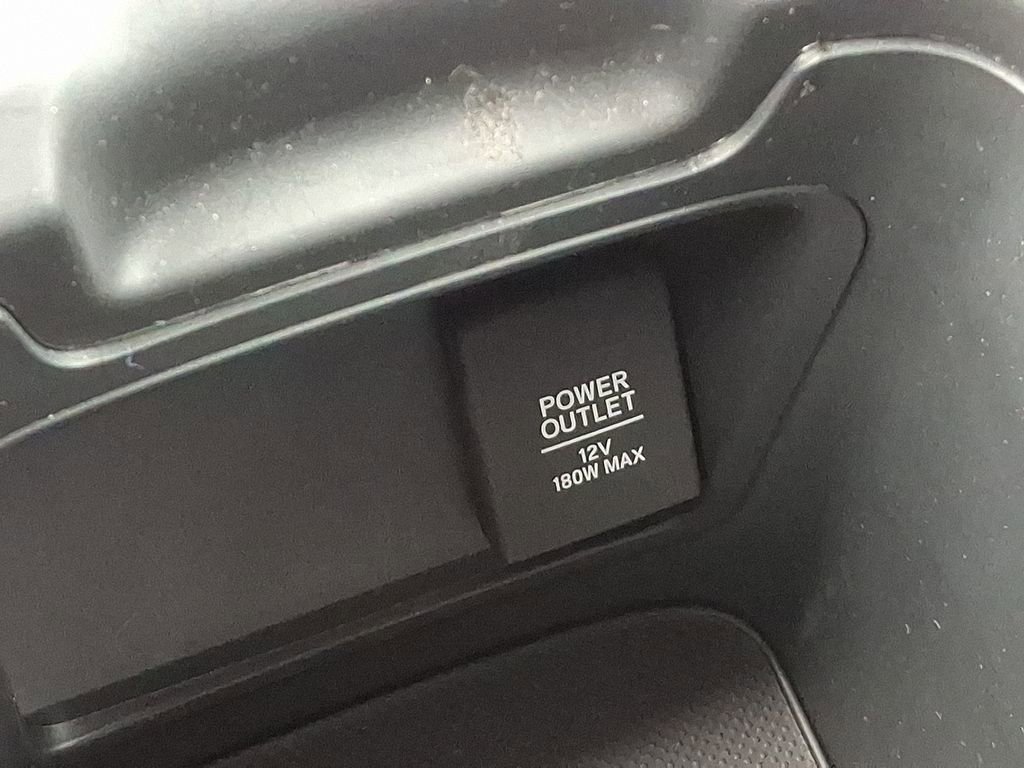 POWER
OUTLET
12V
180W MAX